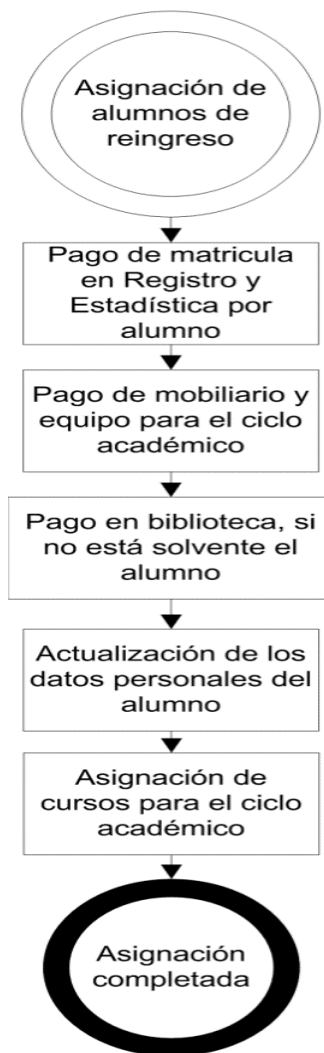 Asignación de
alumnos de
reingreso
Pago de matricula
en Registro y
Estadística por
alumno
Pago de mobiliario y
equipo para el ciclo
académico
Pago en biblioteca, si
no está solvente el
alumno
Actualización de los
datos personales del
alumno
Asignación de
cursos para el ciclo
académico
Asignación
completada